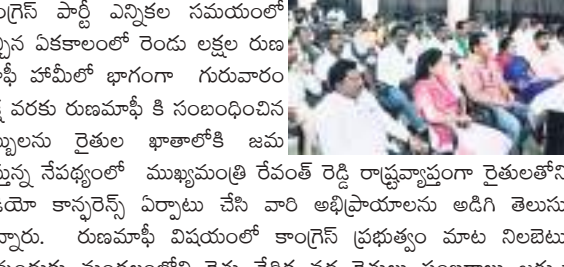 గ్రెస్ పార్టీ ఎన్నికల సమయంలో
చ్చిన ఏకకాలంలో రెండు లక్షల రుణ
ఫీ హామీలో భాగంగా గురువారం
వరకు రుణమాఫీ కి సంబంధించిన
బ్బులను రైతుల ఖాతాలోకి జమ
స్తున్న నేపథ్యంలో ముఖ్యమంత్రి రేవంత్ రెడ్డి రాష్ట్రవ్యాప్తంగా రైతులతోని
డియో కాన్ఫరెన్స్ ఏర్పాటు చేసి వారి అభిప్రాయాలను అడిగి తెలుసు
న్నారు. రుణమాఫీ విషయంలో కాంగ్రెస్ ప్రభుత్వం మాట నిలబెటు